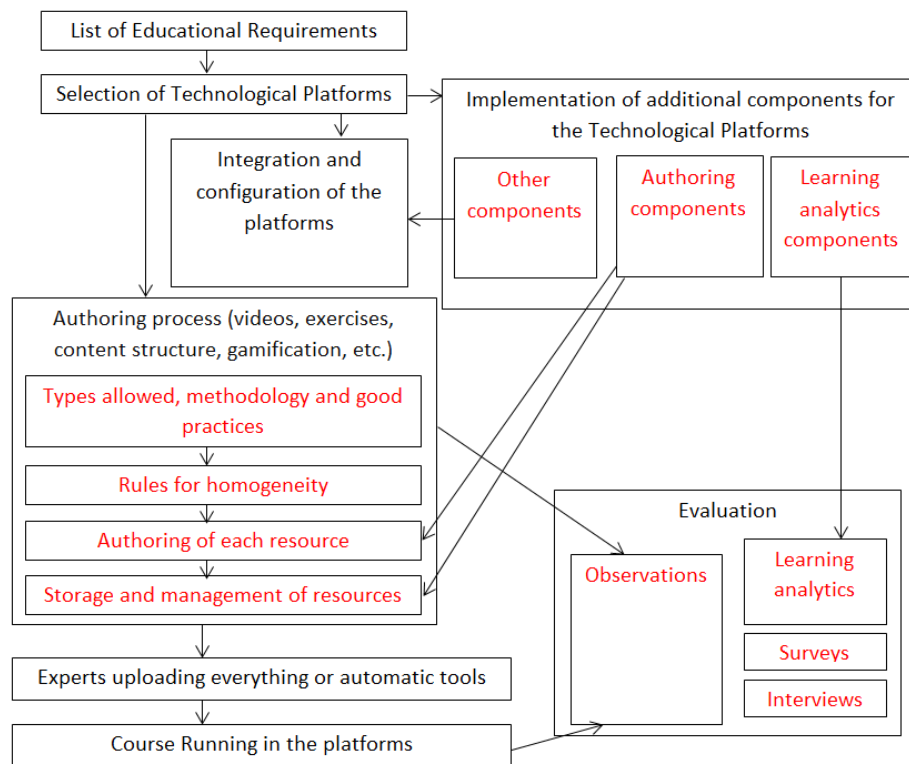 List of Educational Requirements
Selection of Technological Platforms
Implementation of additional components for
the Technological Platforms
Integration and
configuration of the
platforms
Other
components
Authoring
components
Learning
analytics
components
Authoring process (videos, exercises,
content structure, gamification, etc.)
Types allowed, methodology and good
practices
Rules for homogeneity
Authoring of each resource
Storage and management of resources
Evaluation
Observations
Learning
analytics
Surveys
Interviews
Experts uploading everything or automatic tools
Course Running in the platforms